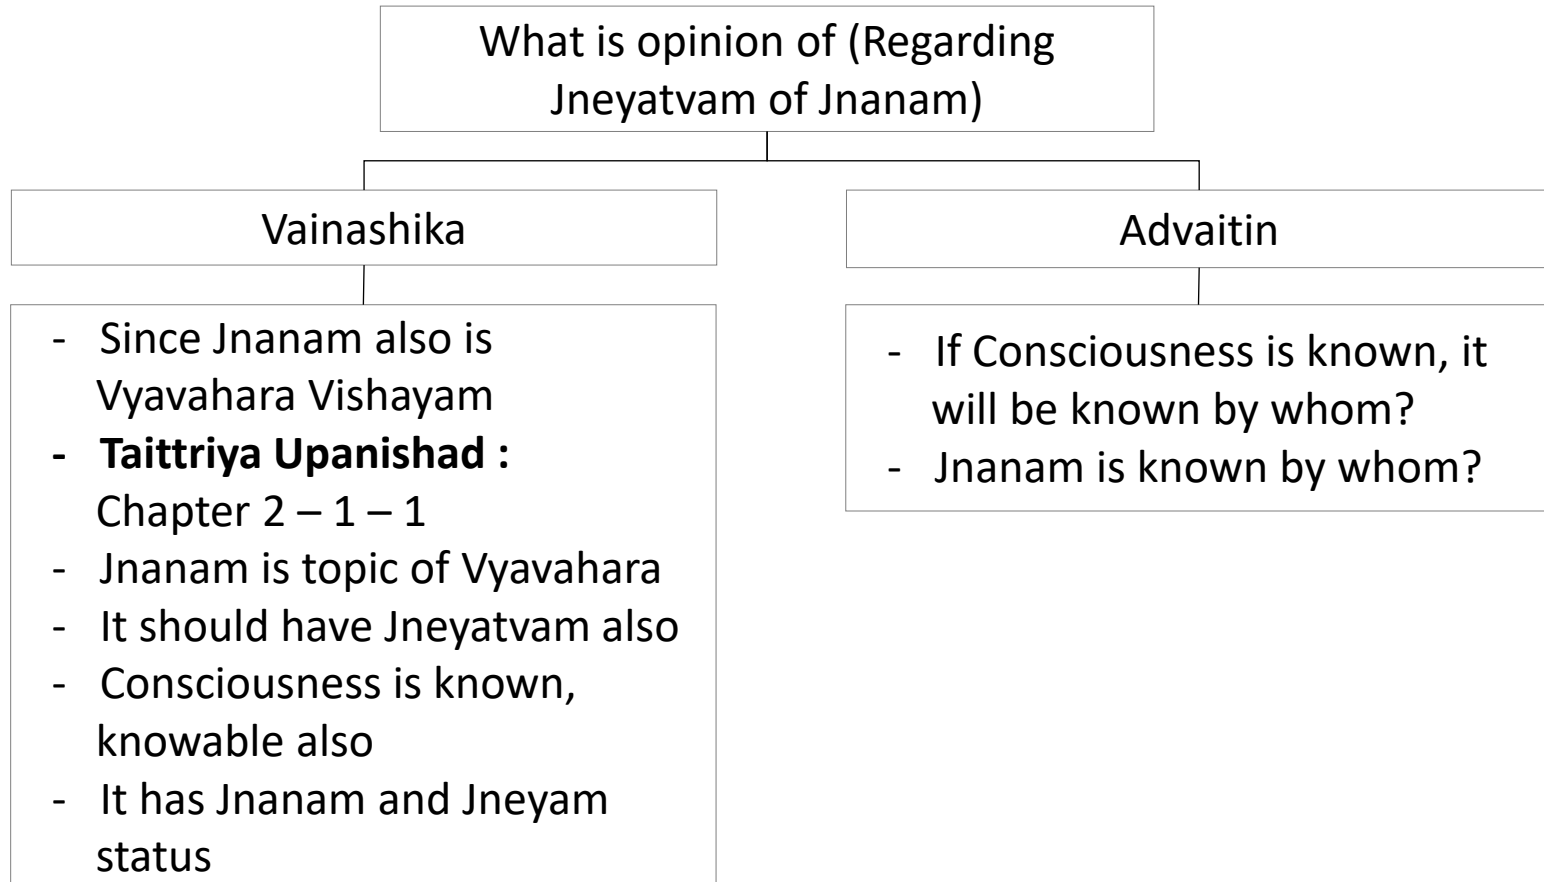 What is opinion of (Regarding
Jneyatvam of Jnanam)
Vainashika
- Since Jnanam also is
Vyavahara Vishayam
- Taittriya Upanishad :
Chapter 2 – 1 – 1
- Jnanam is topic of Vyavahara
- It should have Jneyatvam also
- Consciousness is known,
knowable also
- It has Jnanam and Jneyam
status
Advaitin
- If Consciousness is known, it
will be known by whom?
- Jnanam is known by whom?